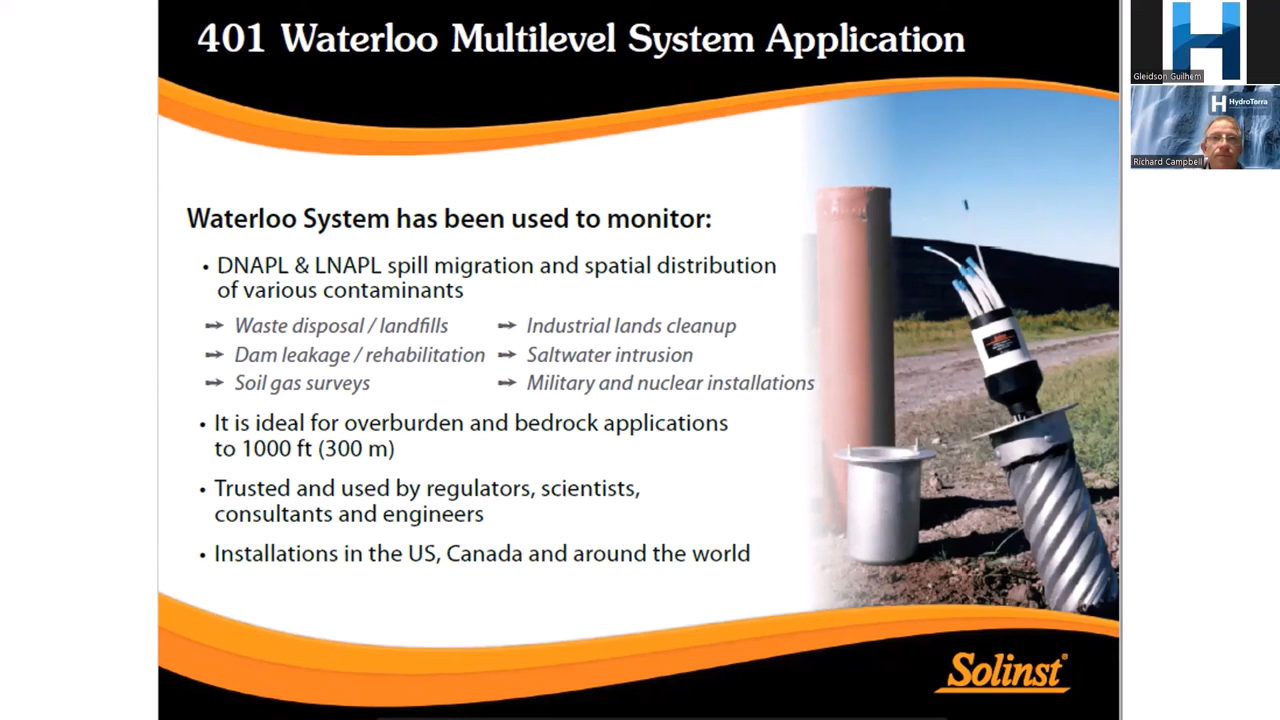 401 Waterloo Multilevel System Application
Waterloo System has been used to monitor:
• DNAPL & LNAPL spill migration and spatial distribution
of various contaminants
➸ Waste disposal / landfills ➸ Industrial lands cleanup
➸ Dam leakage / rehabilitation ➸ Saltwater intrusion
➸ Soil gas surveys ➸ Military and nuclear installations
• It is ideal for overburden and bedrock applications
to 1000 ft (300 m)
• Trusted and used by regulators, scientists,
consultants and engineers
• Installations in the US, Canada and around the world
Solinst®
H
Gleidson Guilhem
H HydroTerra
Richard Campbell